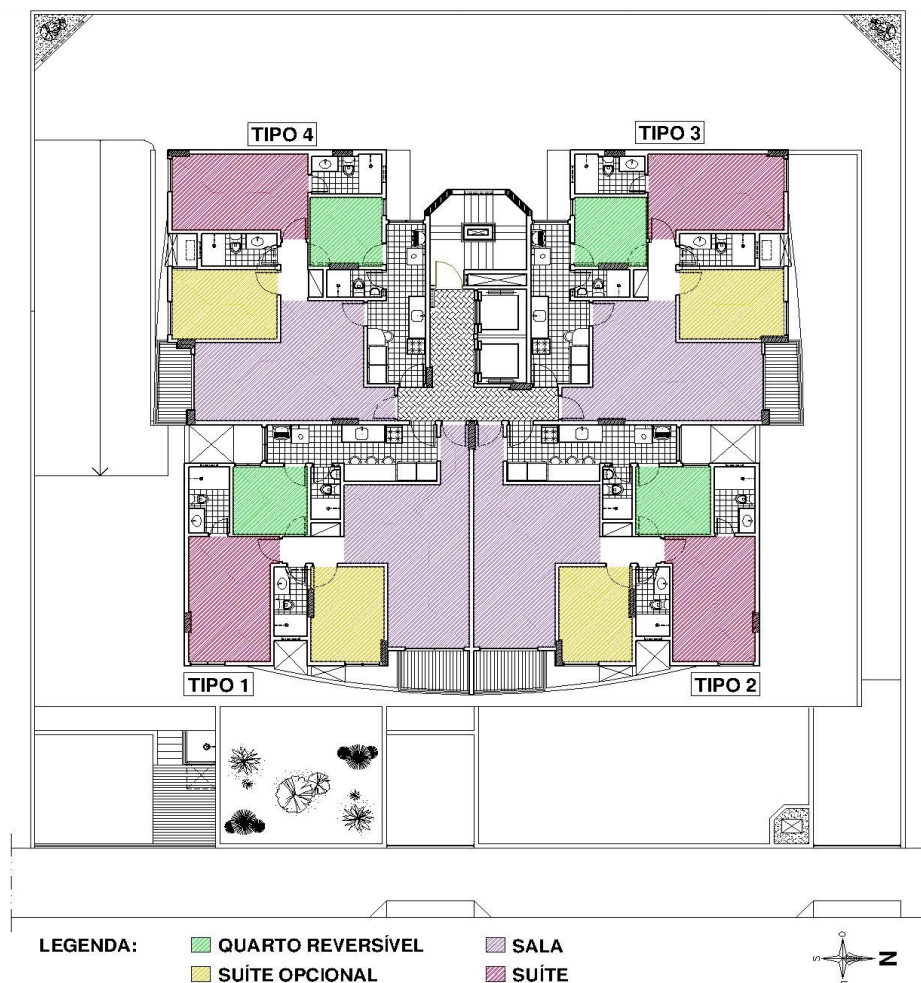 TIPO 4
TIPO 3
TIPO 1
TIPO 2
LEGENDA:
QUARTO REVERSÍVEL
SALA
SUÍTE OPCIONAL
SUÍTE
O
S
N